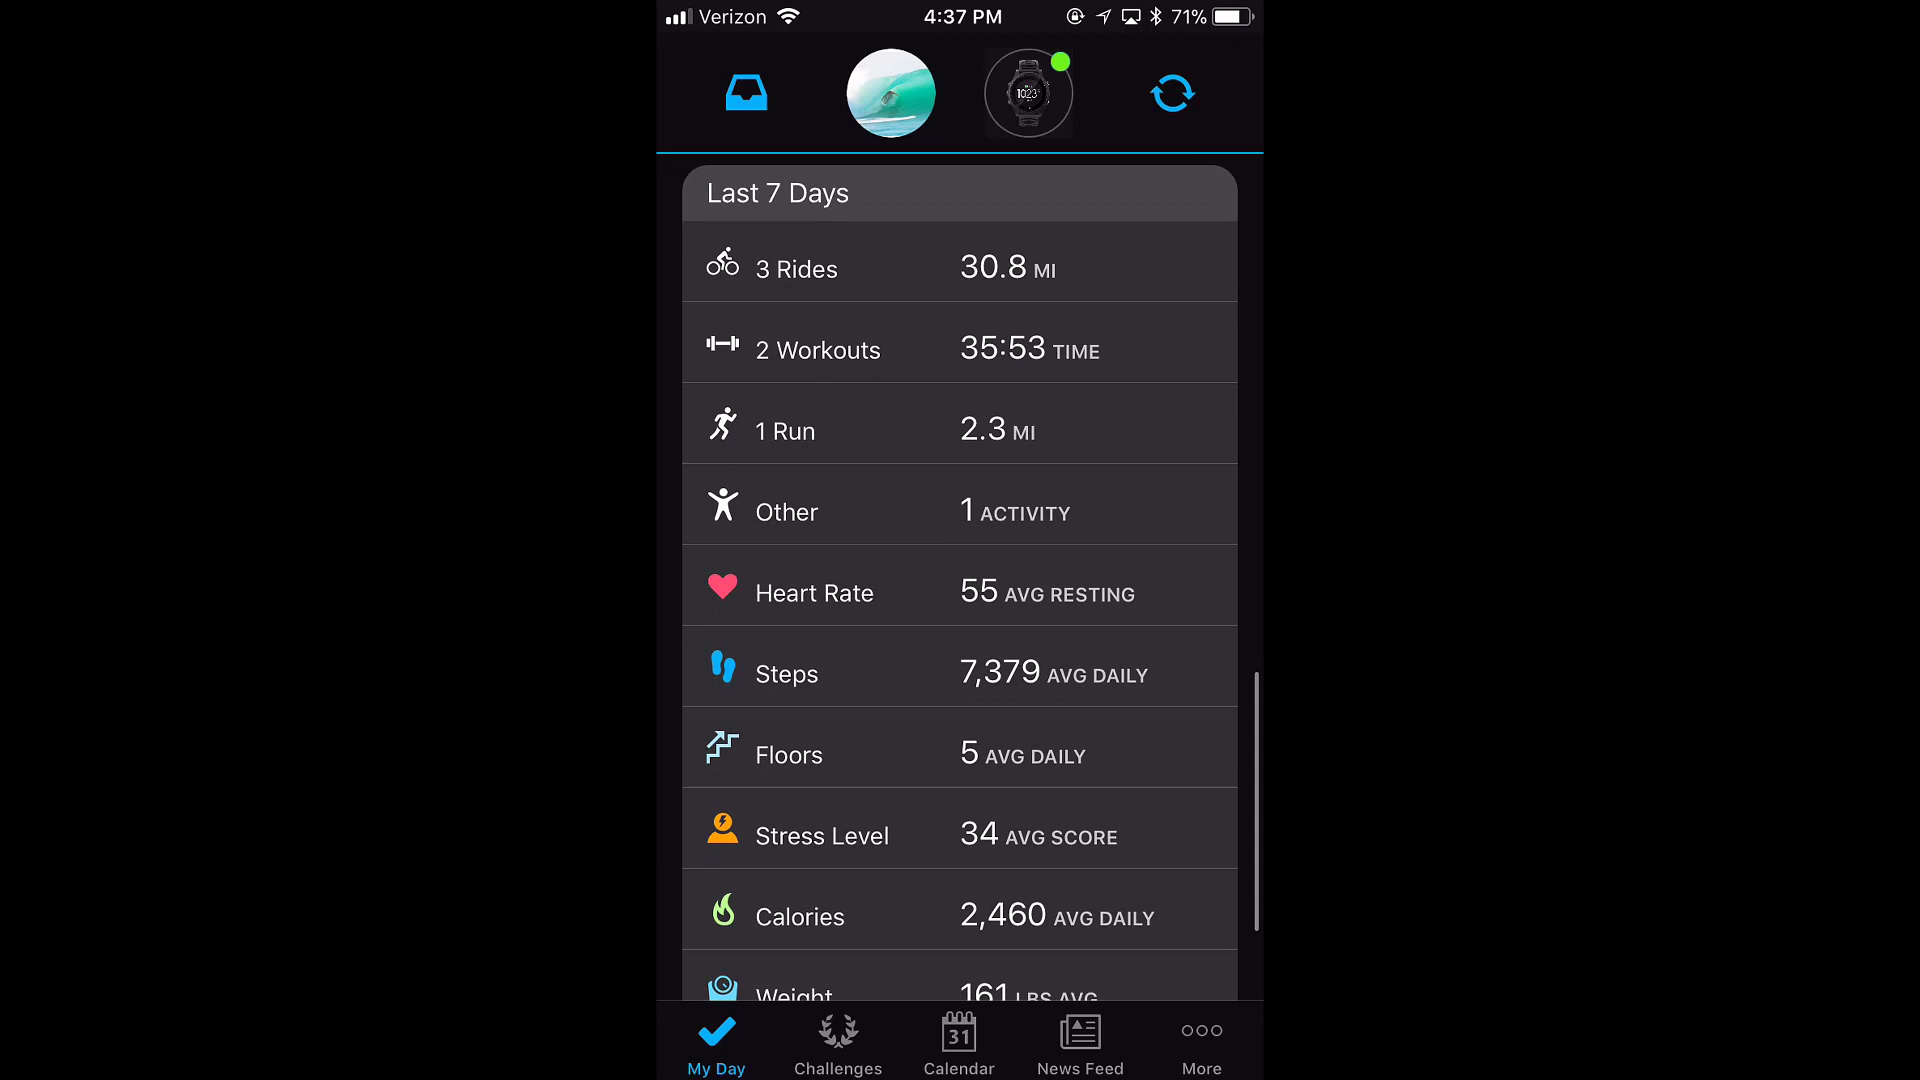 Verizon 4:37 PM 71%
1023
Last 7 Days
3 Rides 30.8 MI
2 Workouts 35:53 TIME
1 Run 2.3 MI
Other 1 ACTIVITY
Heart Rate 55 AVG RESTING
Steps 7,379 AVG DAILY
Floors 5 AVG DAILY
Stress Level 34 AVG SCORE
Calories 2,460 AVG DAILY
Weight 161 LBS AVG
31
My Day Challenges Calendar News Feed More